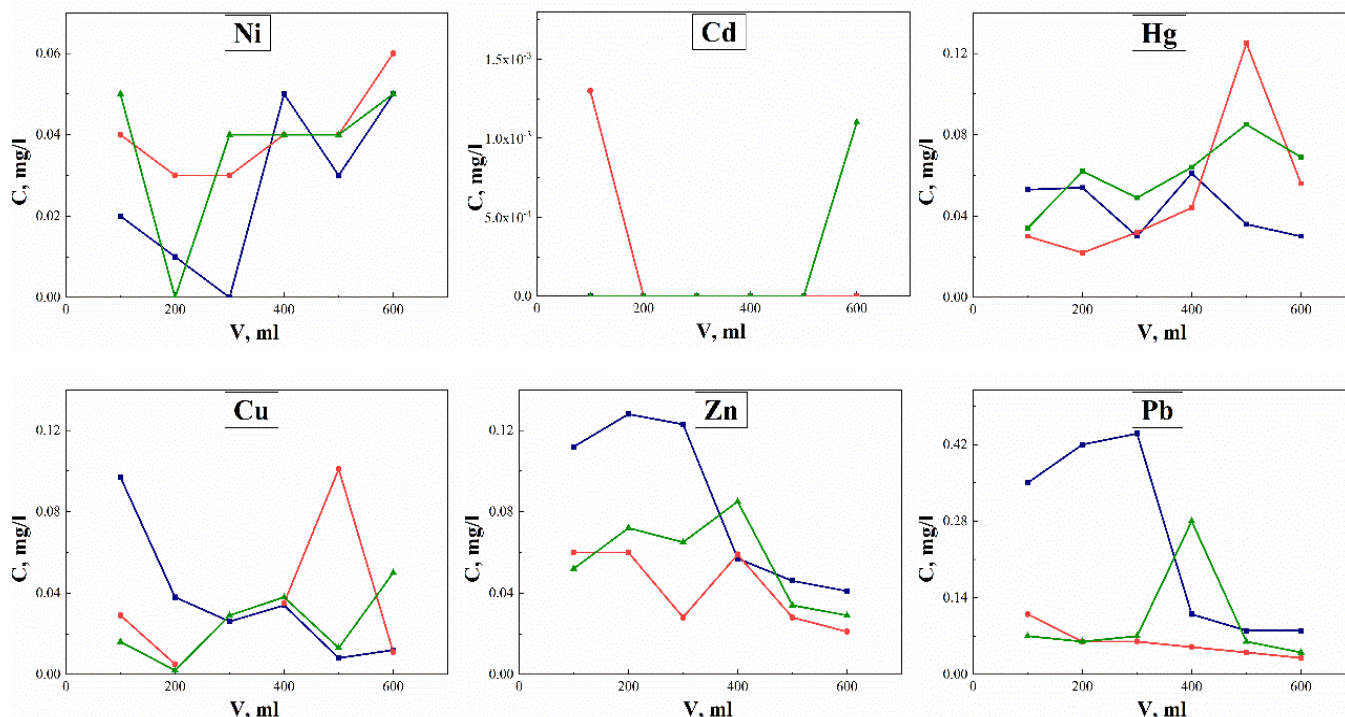 Ni
0.06
0.04
0.02
0.00
C, mg/l
0 200 400 600
V, ml
Cd
1.5x10⁻³
1.0x10⁻³
5.0x10⁻⁴
0.0
C, mg/l
0 200 400 600
V, ml
Hg
0.12
0.08
0.04
0.00
C, mg/l
0 200 400 600
V, ml
Cu
0.12
0.08
0.04
0.00
C, mg/l
0 200 400 600
V, ml
Zn
0.12
0.08
0.04
0.00
C, mg/l
0 200 400 600
V, ml
Pb
0.42
0.28
0.14
0.00
C, mg/l
0 200 400 600
V, ml